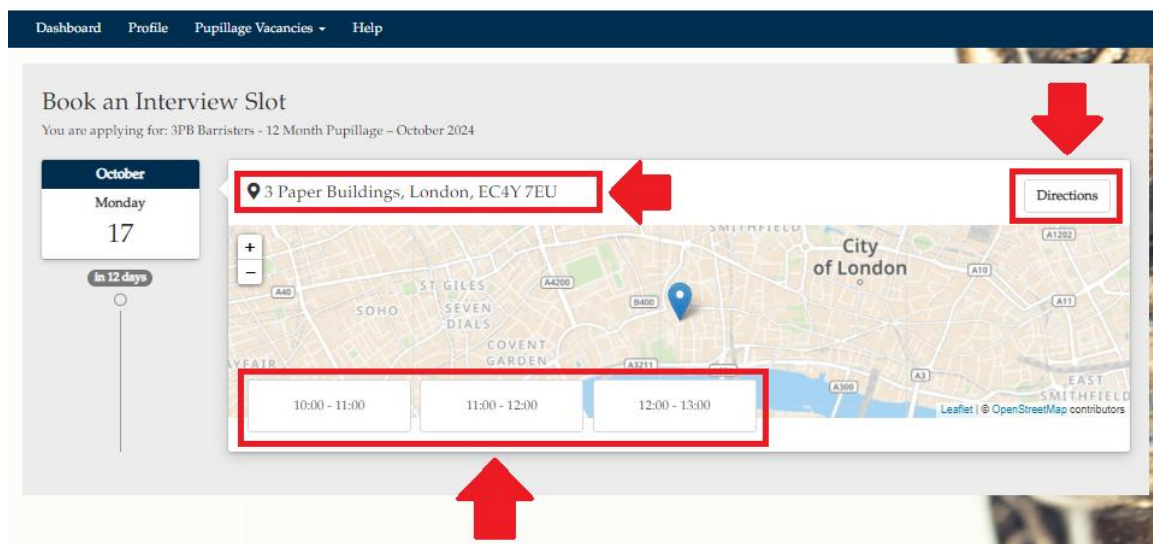 Dashboard Profile Pupillage Vacancies Help
Book an Interview Slot
You are applying for: 3PB Barristers - 12 Month Pupillage – October 2024
October
Monday
17
in 12 days
3 Paper Buildings, London, EC4Y 7EU
Directions
+
−
SMITHFIELD
City
of London
A1202
A10
A11
A40
ST GILES
A4200
B400
SOHO
SEVEN
DIALS
COVENT
GARDEN
AYFAIR
A3211
A3
A300
EAST
SMITHFIELD
10:00 - 11:00
11:00 - 12:00
12:00 - 13:00
Leaflet | © OpenStreetMap contributors